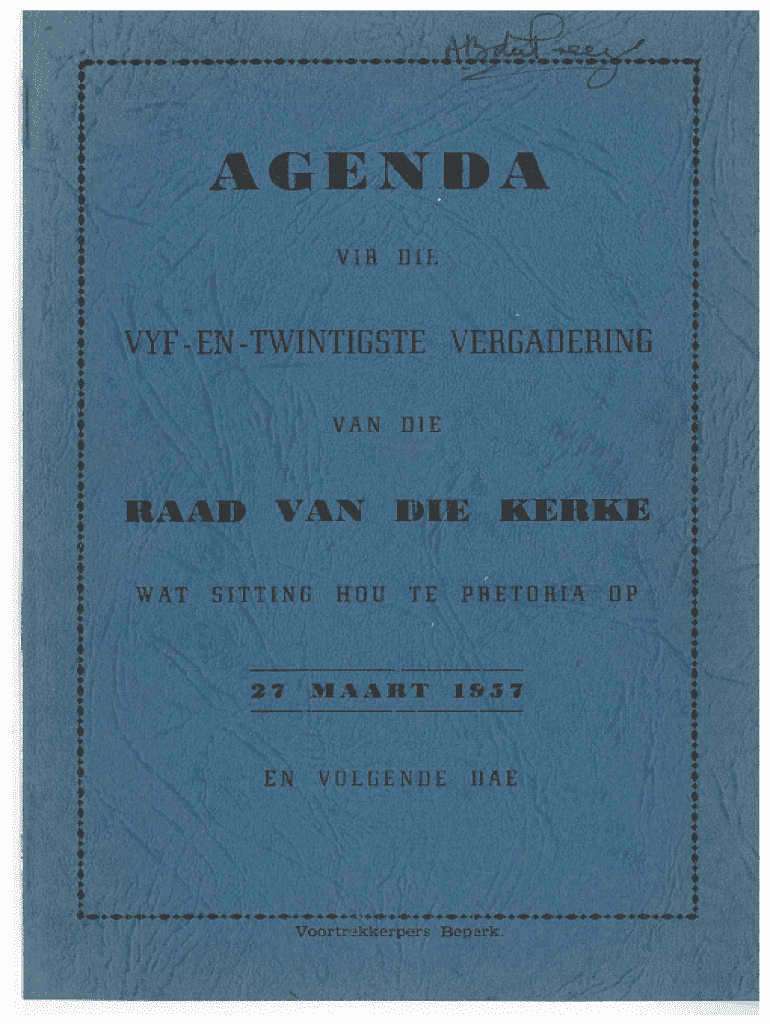 AGENDA
VIR DIE
VYF-EN-TWINTIGSTE VERGADERING
VAN DIE
RAAD VAN DIE KERKE
WAT SITTING HOU TE PRETORIA OP
27 MAART 1957
EN VOLGENDE DAE
Voortrekkerpers Beperk.